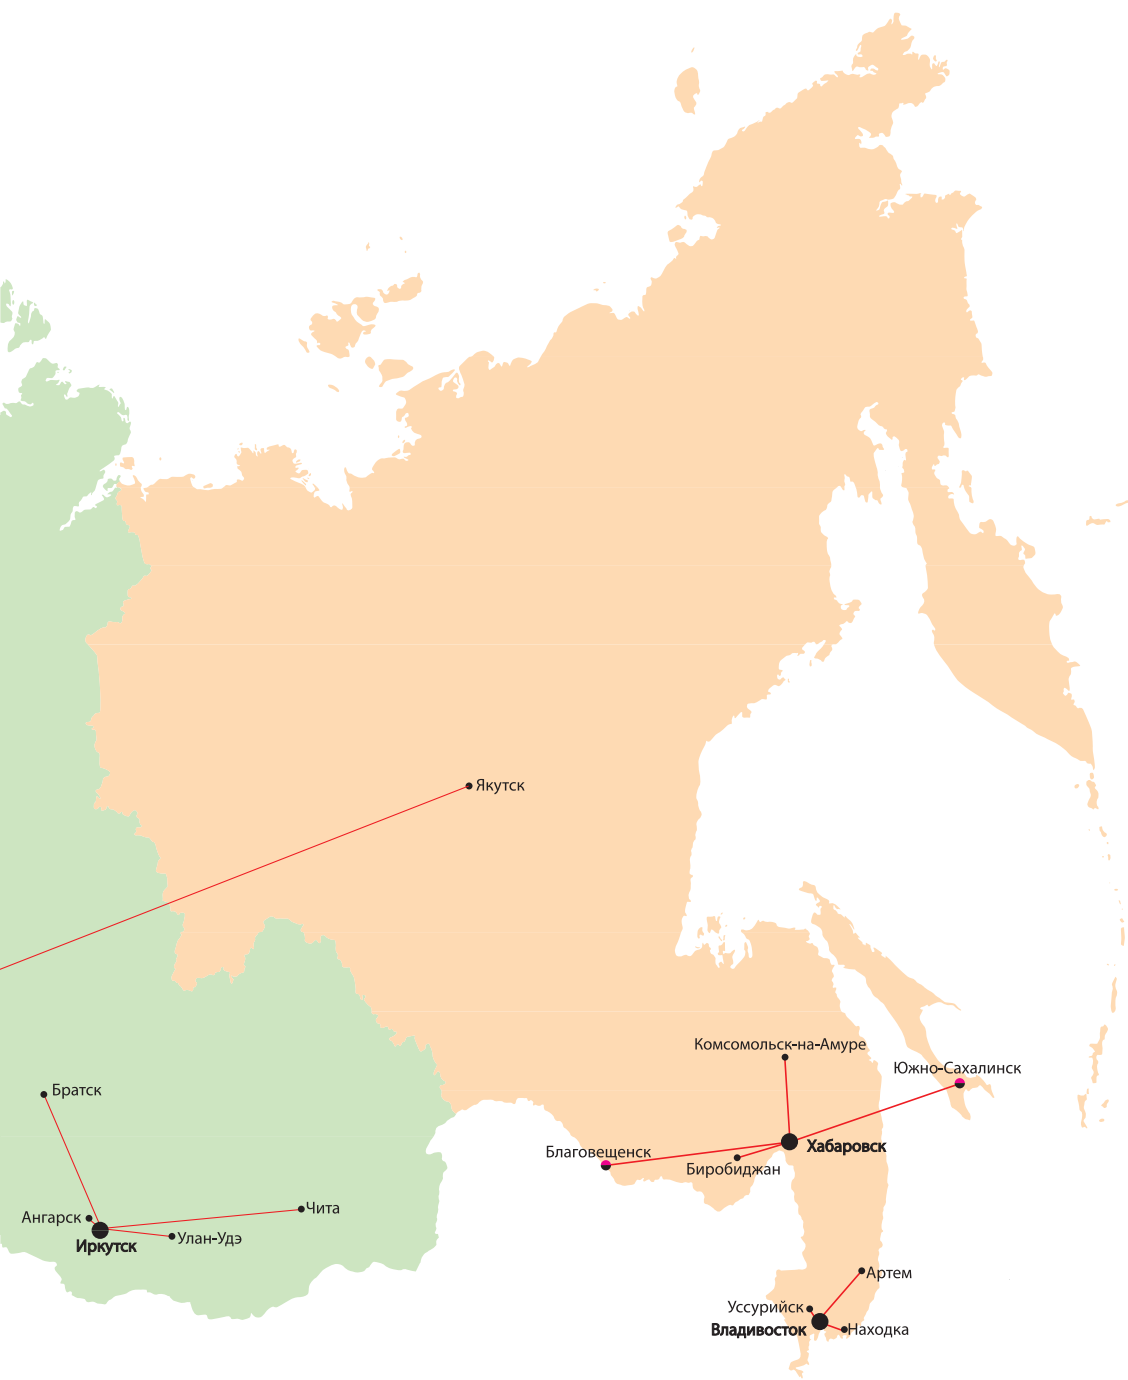 Якутск
Комсомольск-на-Амуре
Южно-Сахалинск
Братск
Хабаровск
Благовещенск
Биробиджан
Чита
Ангарск
Улан-Удэ
Иркутск
Артем
Уссурийск
Владивосток
Находка